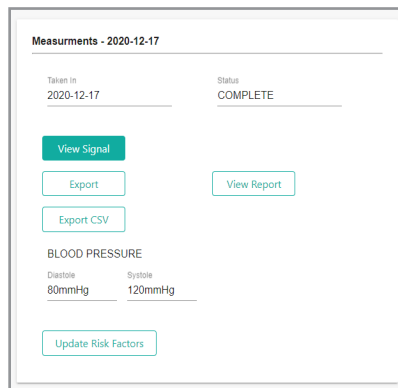 Measurments - 2020-12-17
Taken In Status
2020-12-17 COMPLETE
View Signal
Export View Report
Export CSV
BLOOD PRESSURE
Diastole Systole
80mmHg 120mmHg
Update Risk Factors